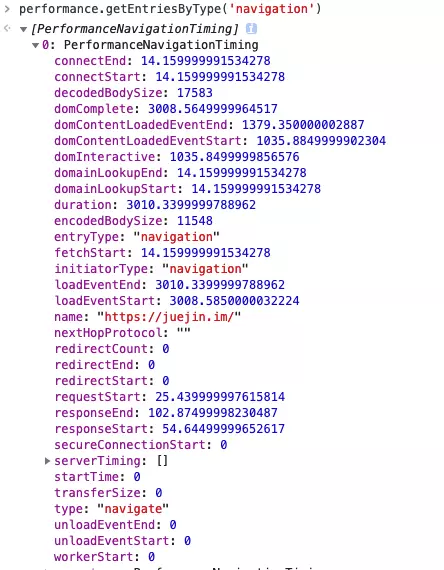 performance.getEntriesByType('navigation')
[PerformanceNavigationTiming] i
0: PerformanceNavigationTiming
connectEnd: 14.159999991534278
connectStart: 14.159999991534278
decodedBodySize: 17583
domComplete: 3008.5649999964517
domContentLoadedEventEnd: 1379.350000002887
domContentLoadedEventStart: 1035.8849999902304
domInteractive: 1035.8499999856576
domainLookupEnd: 14.159999991534278
domainLookupStart: 14.159999991534278
duration: 3010.3399999788962
encodedBodySize: 11548
entryType: "navigation"
fetchStart: 14.159999991534278
initiatorType: "navigation"
loadEventEnd: 3010.3399999788962
loadEventStart: 3008.5850000032224
name: "https://juejin.im/"
nextHopProtocol: ""
redirectCount: 0
redirectEnd: 0
redirectStart: 0
requestStart: 25.439999997615814
responseEnd: 102.87499998230487
responseStart: 54.64499999652617
secureConnectionStart: 0
serverTiming: []
startTime: 0
transferSize: 0
type: "navigate"
unloadEventEnd: 0
unloadEventStart: 0
workerStart: 0